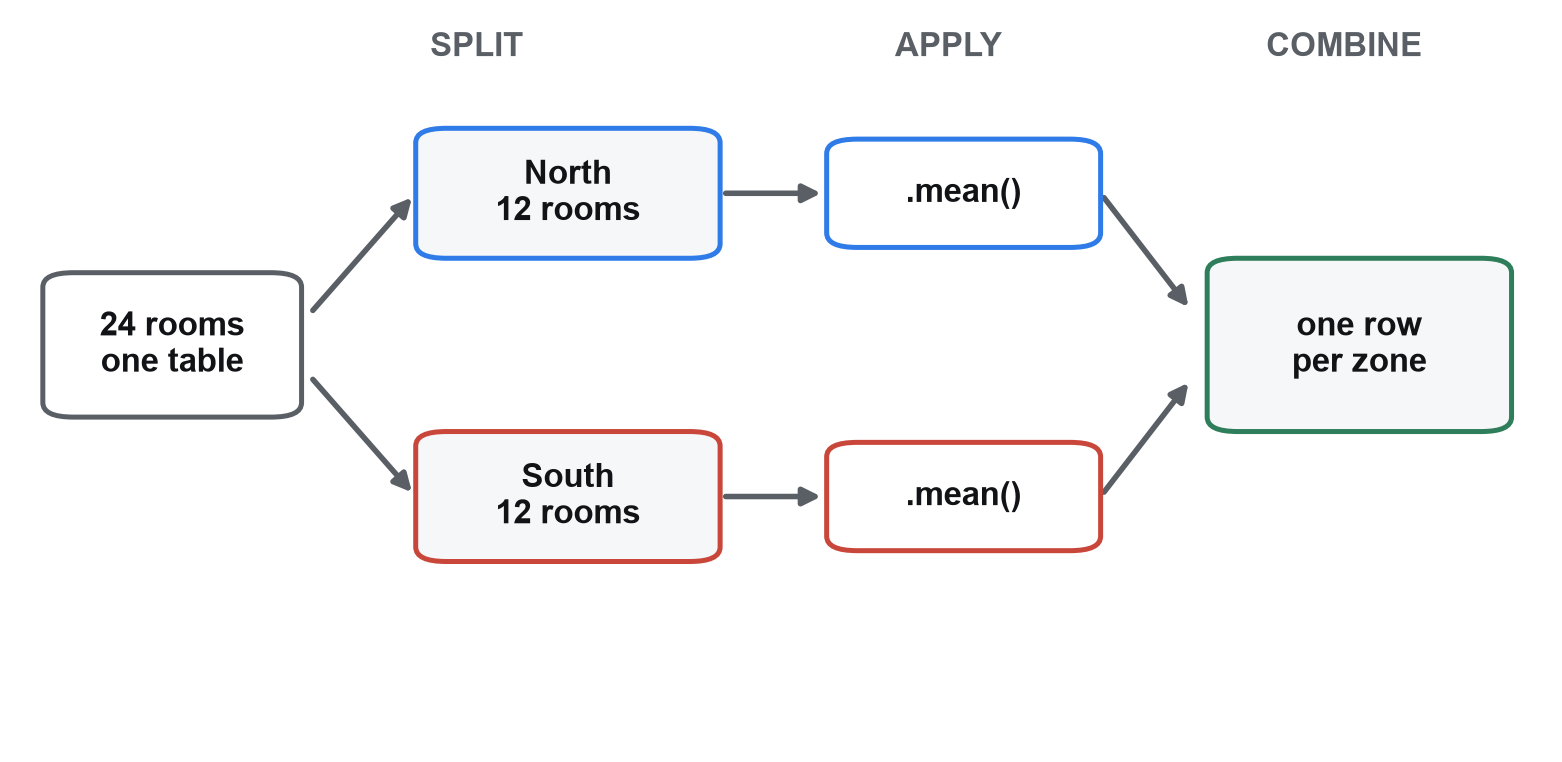 SPLIT
APPLY
COMBINE
24 rooms
one table
North
12 rooms
.mean()
South
12 rooms
.mean()
one row
per zone